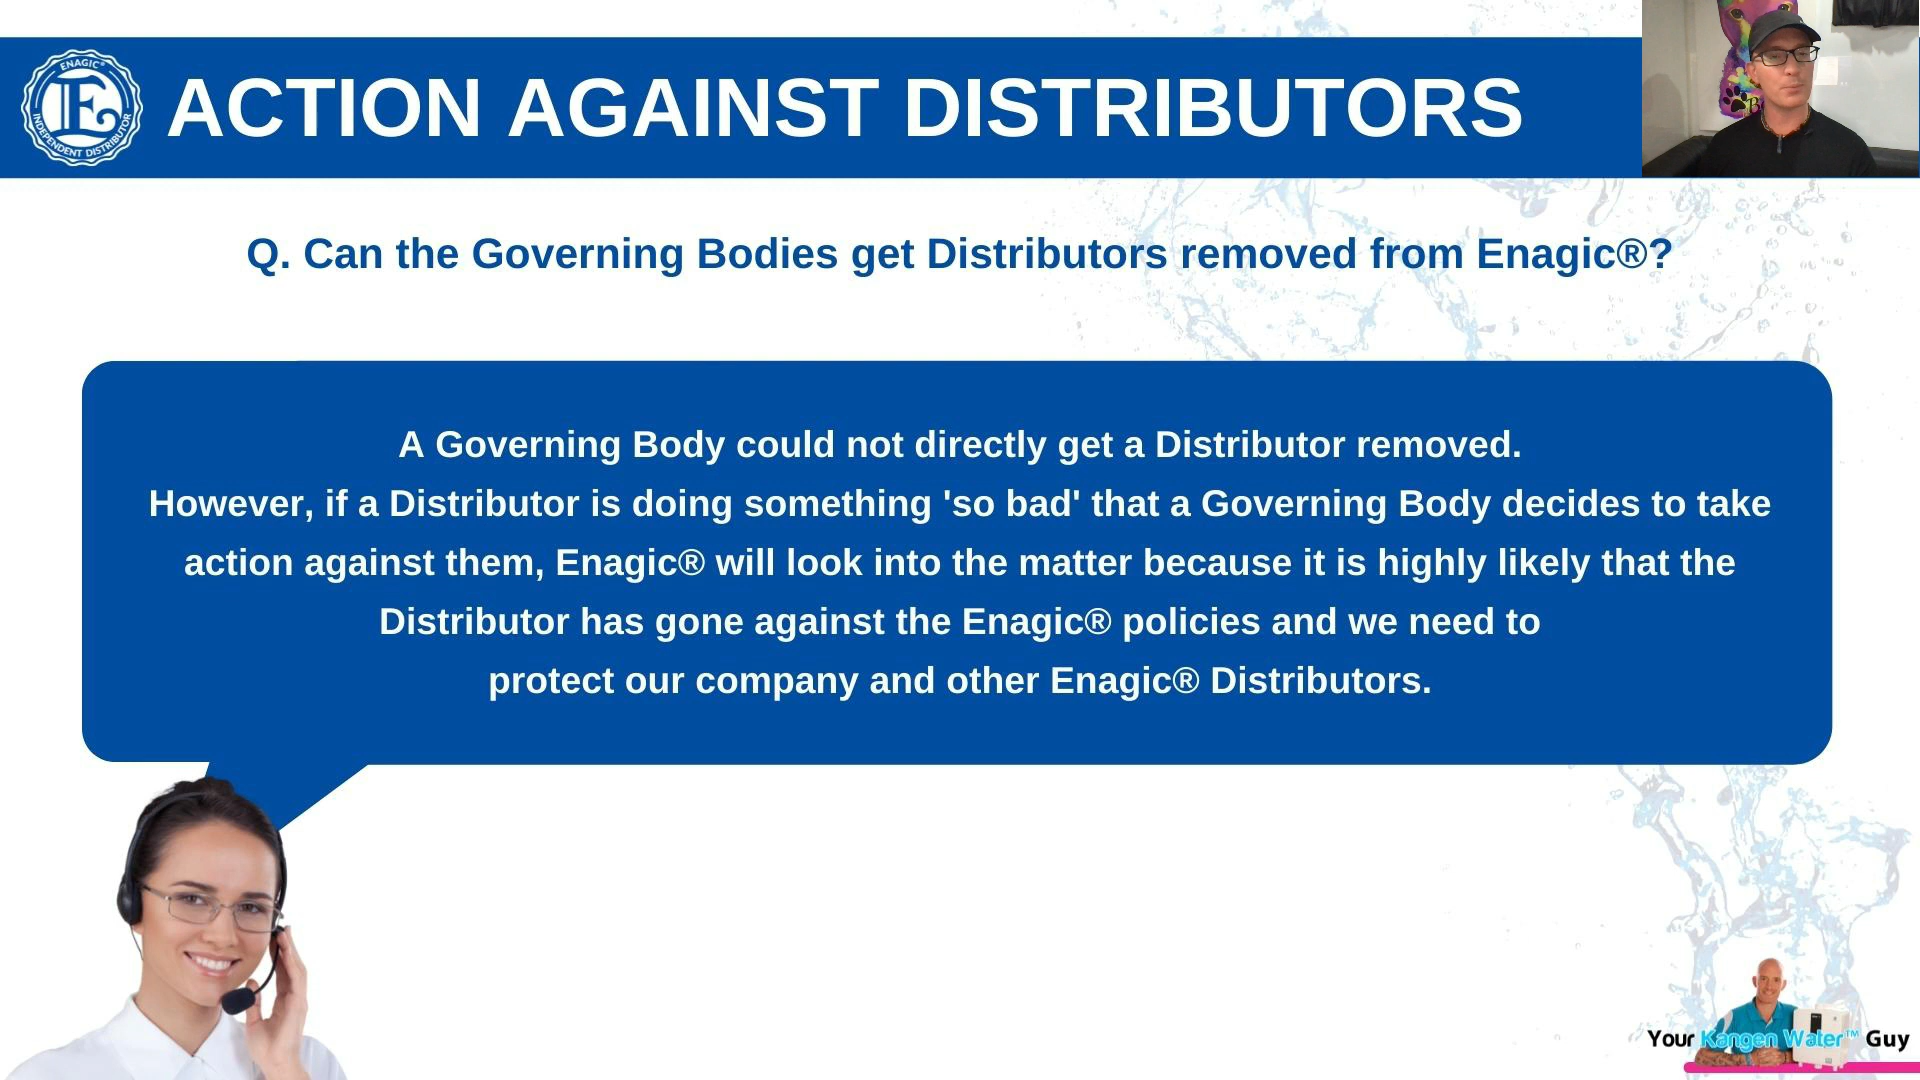 ENAGIC®
E
INDEPENDENT DISTRIBUTOR
ACTION AGAINST DISTRIBUTORS
Q. Can the Governing Bodies get Distributors removed from Enagic®?
A Governing Body could not directly get a Distributor removed.
However, if a Distributor is doing something 'so bad' that a Governing Body decides to take
action against them, Enagic® will look into the matter because it is highly likely that the
Distributor has gone against the Enagic® policies and we need to
protect our company and other Enagic® Distributors.
Your Kangen Water™ Guy